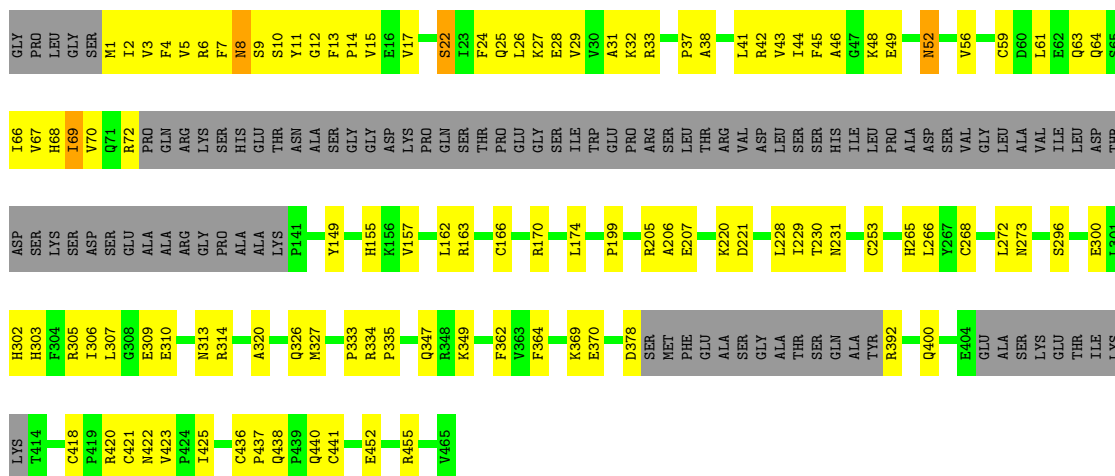 GLY PRO LEU GLY SER M1 I2 V3 F4 V5 R6 F7 N8 S9 S10 Y11 G12 F13 P14 V15 E16 V17 S22 I23 F24 Q25 L26 K27 E28 V29 V30 A31 K32 R33 P37 A38 L41 R42 V43 I44 F45 A46 G47 K48 E49 N52 V56 C59 D60 L61 E62 Q63 Q64 S65
I66 V67 H68 I69 V70 Q71 R72 PRO GLN ARG LYS SER HIS GLU THR ASN ALA SER GLY GLY ASP LYS PRO GLN SER THR PRO GLU GLY SER ILE TRP GLU PRO ARG SER LEU THR ARG VAL ASP LEU SER SER HIS ILE LEU PRO ALA ASP SER VAL GLY LEU ALA VAL ILE LEU ASP THR
ASP SER LYS SER ASP SER GLU ALA ALA ARG GLY PRO ALA ALA LYS P141 Y149 H155 K156 V157 L162 R163 C166 R170 L174 P199 R205 A206 E207 K220 D221 L228 I229 T230 N231 C253 H265 L266 Y267 C268 L272 N273 S296 E300 L301
H302 H303 F304 R305 I306 L307 G308 E309 E310 N313 R314 A320 Q326 M327 P333 R334 P335 Q347 R348 K349 F362 V363 F364 K369 E370 D378 SER MET PHE GLU ALA SER GLY ALA THR SER GLN ALA TYR R392 Q400 E404 GLU ALA SER LYS GLU THR ILE LYS
LYS T414 C418 P419 R420 C421 N422 V423 P424 I425 C436 P437 Q438 P439 Q440 C441 E452 R455 V465